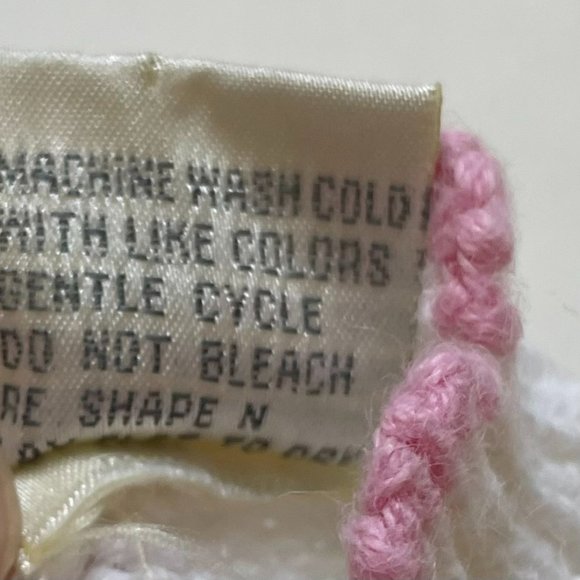 MACHINE WASH COLD
WITH LIKE COLORS
GENTLE CYCLE
DO NOT BLEACH
RE SHAPE N